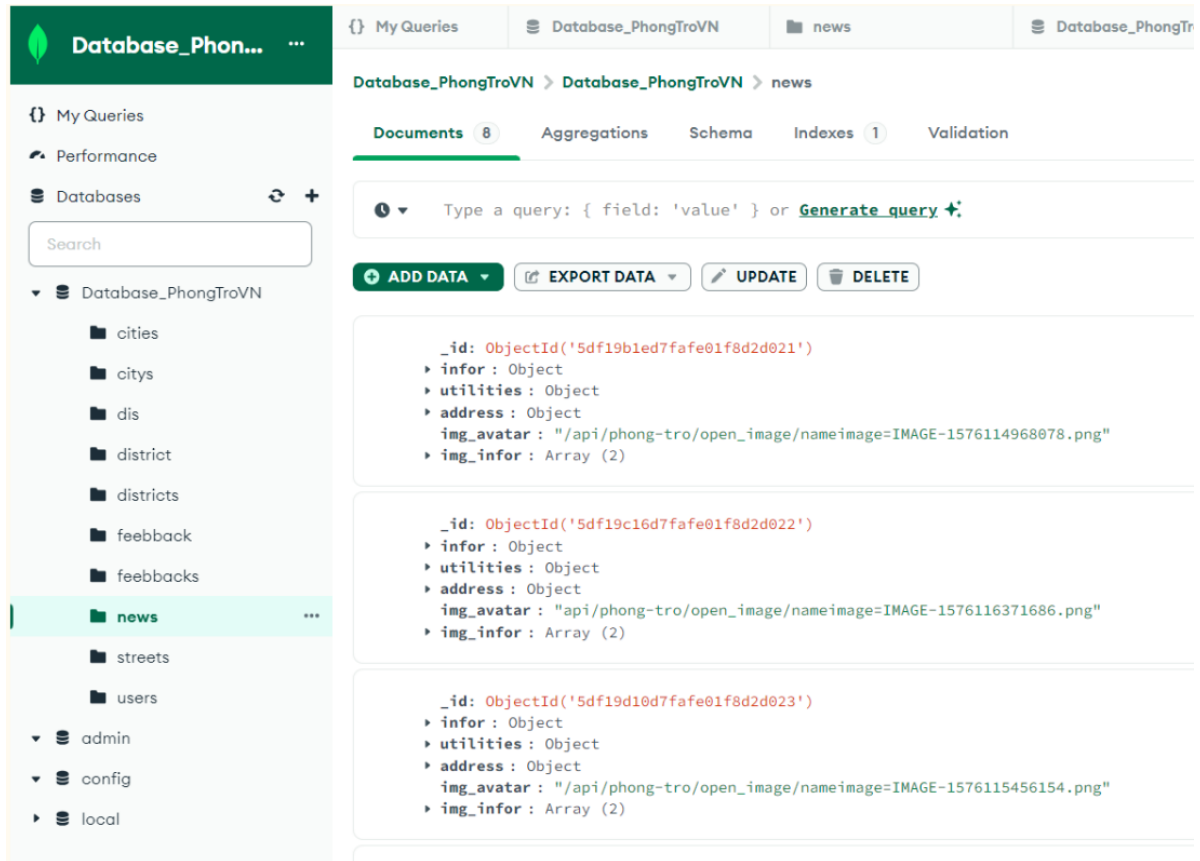 Database_Phon... ...
{} My Queries
Database_PhongTroVN
news
Database_PhongTr
Database_PhongTroVN > Database_PhongTroVN > news
Documents 8 Aggregations Schema Indexes 1 Validation
{} My Queries
Performance
Databases
Search
Database_PhongTroVN
cities
citys
dis
district
districts
feebback
feebbacks
news ...
streets
users
admin
config
local
Type a query: { field: 'value' } or Generate query
ADD DATA EXPORT DATA UPDATE DELETE
_id: ObjectId('5df19b1ed7fafe01f8d2d021')
infor : Object
utilities : Object
address : Object
img_avatar : "/api/phong-tro/open_image/nameimage=IMAGE-1576114968078.png"
img_infor : Array (2)
_id: ObjectId('5df19c16d7fafe01f8d2d022')
infor : Object
utilities : Object
address : Object
img_avatar : "api/phong-tro/open_image/nameimage=IMAGE-1576116371686.png"
img_infor : Array (2)
_id: ObjectId('5df19d10d7fafe01f8d2d023')
infor : Object
utilities : Object
address : Object
img_avatar : "/api/phong-tro/open_image/nameimage=IMAGE-1576115456154.png"
img_infor : Array (2)